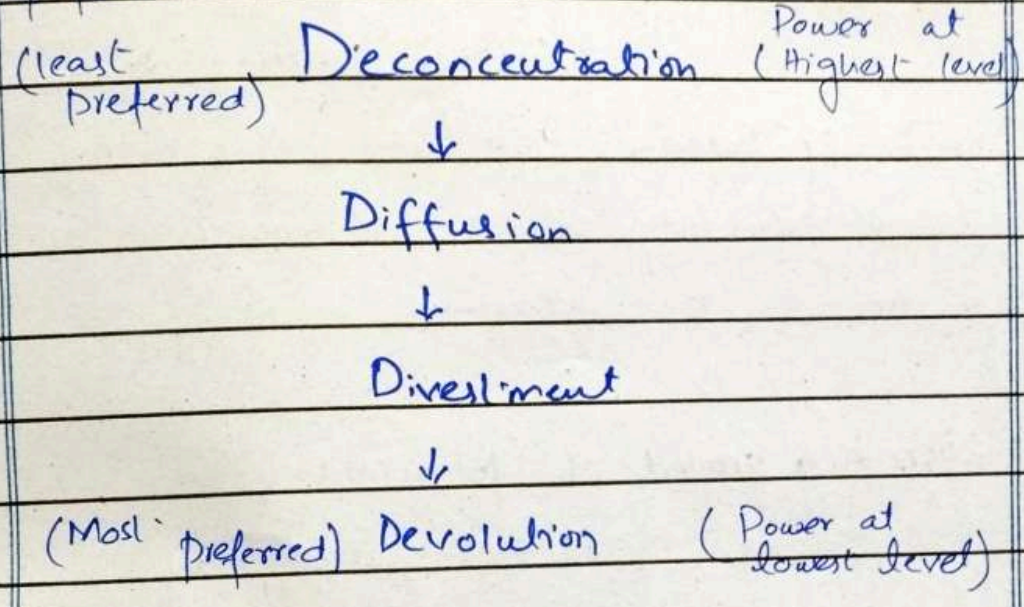 (least Deconcentration Power at
preferred) (Highest level)
↓
Diffusion
↓
Divestment
↓
(Most preferred) Devolution (Power at
lowest level)